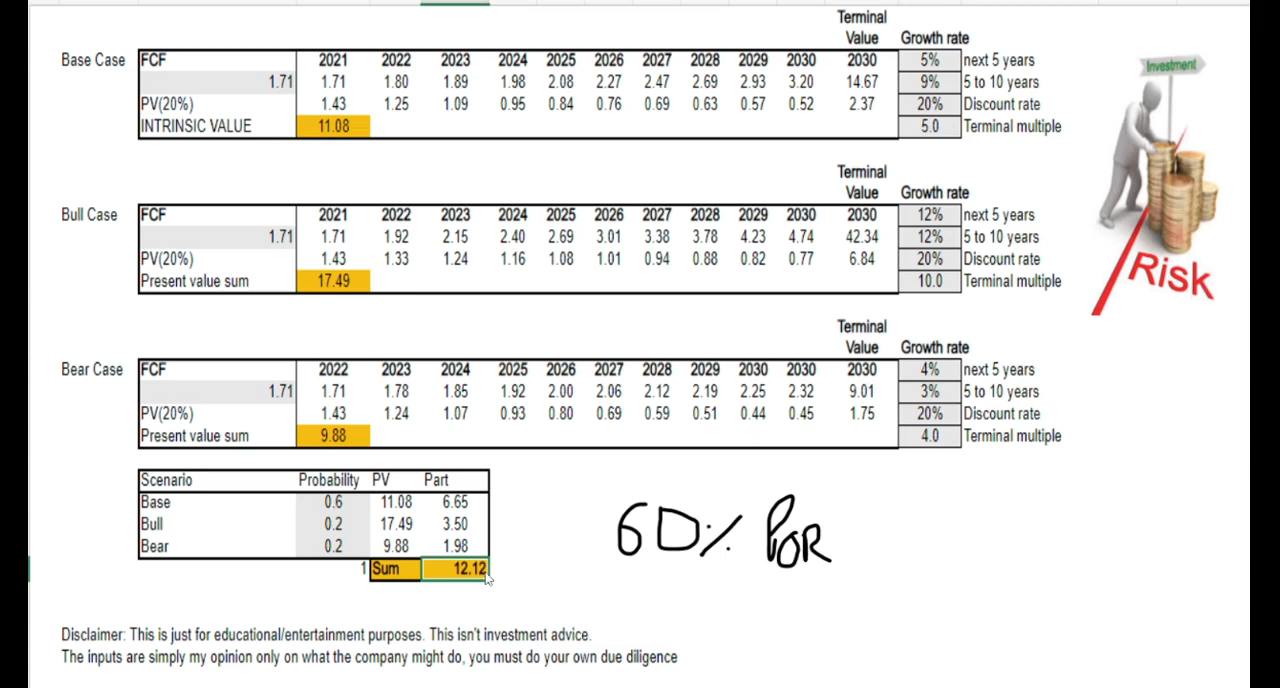 Terminal
Value Growth rate
Base Case FCF 2021 2022 2023 2024 2025 2026 2027 2028 2029 2030 2030 5% next 5 years
1.71 1.71 1.80 1.89 1.98 2.08 2.27 2.47 2.69 2.93 3.20 14.67 9% 5 to 10 years
PV(20%) 1.43 1.25 1.09 0.95 0.84 0.76 0.69 0.63 0.57 0.52 2.37 20% Discount rate
INTRINSIC VALUE 11.08 5.0 Terminal multiple
Investment
Terminal
Value Growth rate
Bull Case FCF 2021 2022 2023 2024 2025 2026 2027 2028 2029 2030 2030 12% next 5 years
1.71 1.71 1.92 2.15 2.40 2.69 3.01 3.38 3.78 4.23 4.74 42.34 12% 5 to 10 years
PV(20%) 1.43 1.33 1.24 1.16 1.08 1.01 0.94 0.88 0.82 0.77 6.84 20% Discount rate
Present value sum 17.49 10.0 Terminal multiple
Risk
Terminal
Value Growth rate
Bear Case FCF 2022 2023 2024 2025 2026 2027 2028 2029 2030 2030 2030 4% next 5 years
1.71 1.71 1.78 1.85 1.92 2.00 2.06 2.12 2.19 2.25 2.32 9.01 3% 5 to 10 years
PV(20%) 1.43 1.24 1.07 0.93 0.80 0.69 0.59 0.51 0.44 0.45 1.75 20% Discount rate
Present value sum 9.88 4.0 Terminal multiple
Scenario Probability PV Part
Base 0.6 11.08 6.65
Bull 0.2 17.49 3.50
Bear 0.2 9.88 1.98
1 Sum 12.12
60% POR
Disclaimer: This is just for educational/entertainment purposes. This isn't investment advice.
The inputs are simply my opinion only on what the company might do, you must do your own due diligence